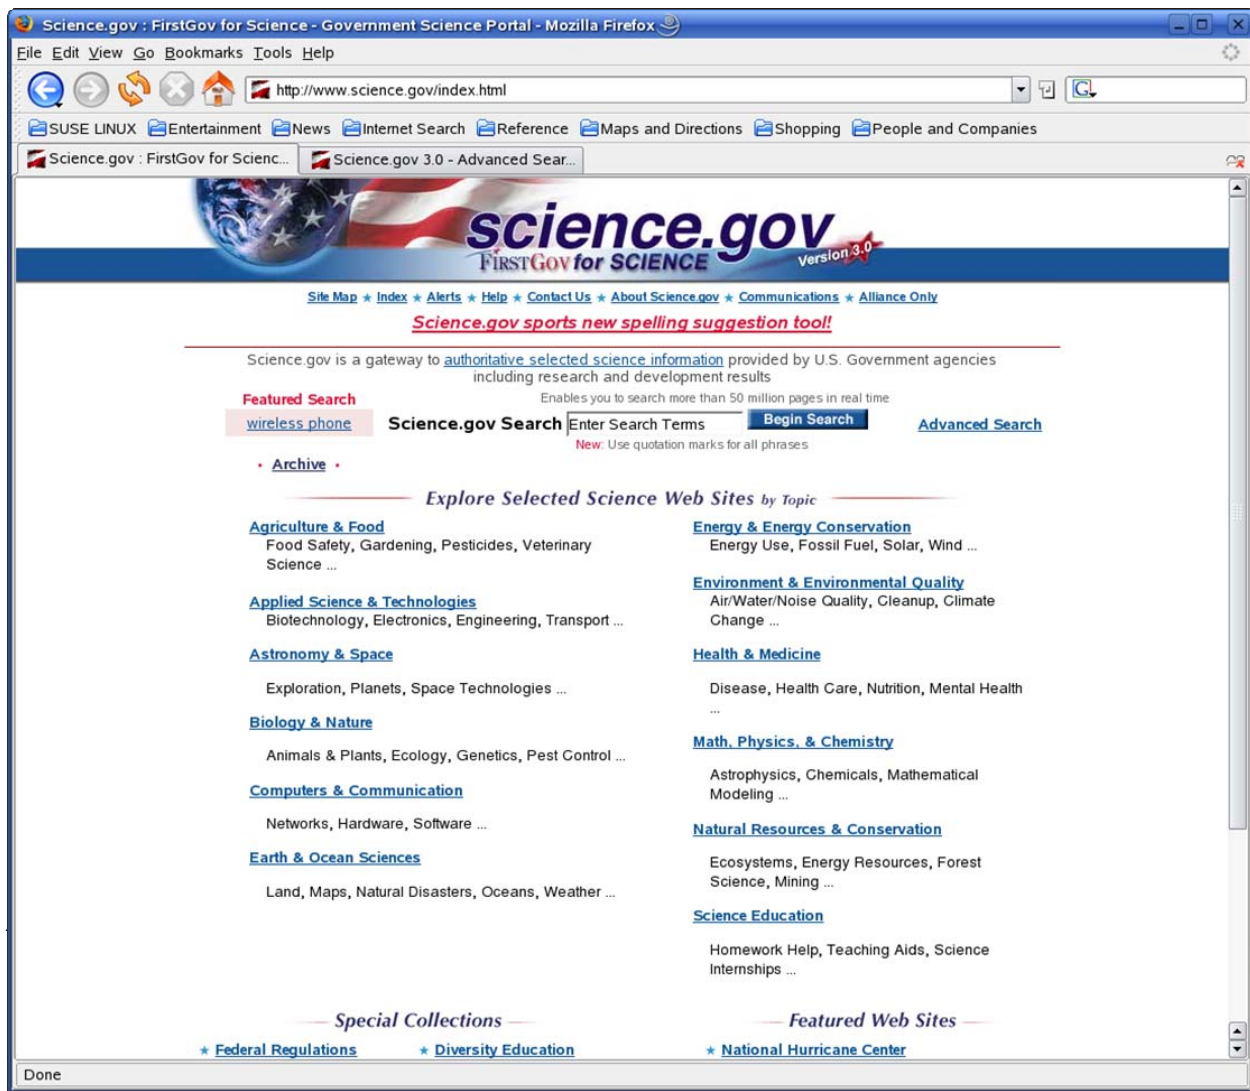 Science.gov : FirstGov for Science - Government Science Portal - Mozilla Firefox
File Edit View Go Bookmarks Tools Help
http://www.science.gov/index.html
G
SUSE LINUX Entertainment News Internet Search Reference Maps and Directions Shopping People and Companies
Science.gov : FirstGov for Scienc... Science.gov 3.0 - Advanced Sear...
science.gov
FIRSTGOV for SCIENCE Version 3.0
Site Map ★ Index ★ Alerts ★ Help ★ Contact Us ★ About Science.gov ★ Communications ★ Alliance Only
Science.gov sports new spelling suggestion tool!
Science.gov is a gateway to authoritative selected science information provided by U.S. Government agencies
including research and development results
Featured Search
Enables you to search more than 50 million pages in real time
wireless phone Science.gov Search Enter Search Terms Begin Search Advanced Search
New: Use quotation marks for all phrases
• Archive •
Explore Selected Science Web Sites by Topic
Agriculture & Food
Food Safety, Gardening, Pesticides, Veterinary
Science ...
Applied Science & Technologies
Biotechnology, Electronics, Engineering, Transport ...
Astronomy & Space
Exploration, Planets, Space Technologies ...
Biology & Nature
Animals & Plants, Ecology, Genetics, Pest Control ...
Computers & Communication
Networks, Hardware, Software ...
Earth & Ocean Sciences
Land, Maps, Natural Disasters, Oceans, Weather ...
Energy & Energy Conservation
Energy Use, Fossil Fuel, Solar, Wind ...
Environment & Environmental Quality
Air/Water/Noise Quality, Cleanup, Climate
Change ...
Health & Medicine
Disease, Health Care, Nutrition, Mental Health
...
Math, Physics, & Chemistry
Astrophysics, Chemicals, Mathematical
Modeling ...
Natural Resources & Conservation
Ecosystems, Energy Resources, Forest
Science, Mining ...
Science Education
Homework Help, Teaching Aids, Science
Internships ...
Special Collections
★ Federal Regulations ★ Diversity Education
Featured Web Sites
★ National Hurricane Center
Done